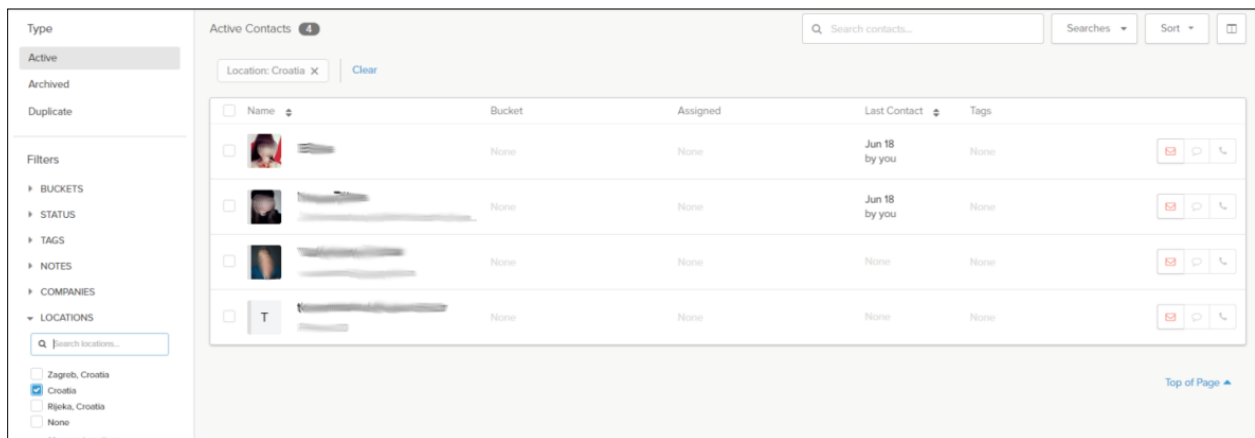 Type
Active
Archived
Duplicate
Filters
BUCKETS
STATUS
TAGS
NOTES
COMPANIES
LOCATIONS
Search locations...
Zagreb, Croatia
Croatia
Rijeka, Croatia
None
Active Contacts 4
Search contacts...
Searches
Sort
Location: Croatia X
Clear
Name Bucket Assigned Last Contact Tags
None None Jun 18 None
by you
None None Jun 18 None
by you
None None None None
T None None None None
Top of Page